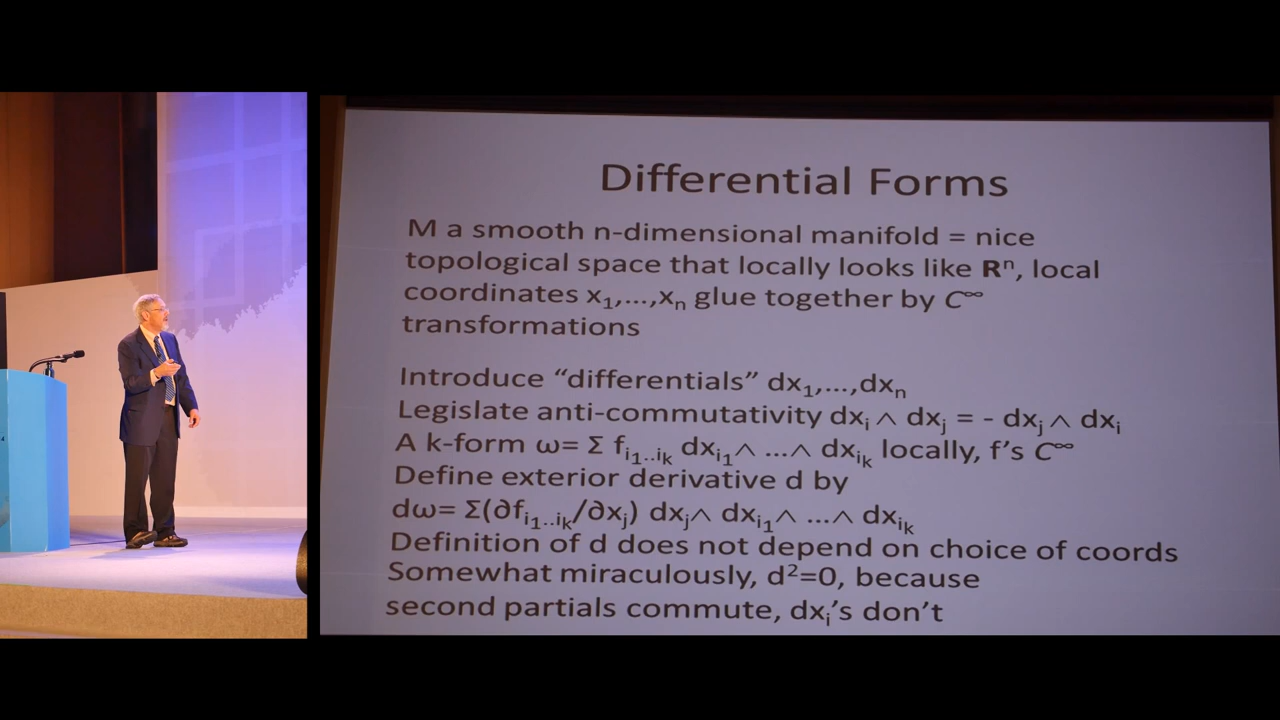 Differential Forms
M a smooth n-dimensional manifold = nice
topological space that locally looks like Rⁿ, local
coordinates x₁,...,xₙ glue together by C^∞
transformations
Introduce “differentials” dx₁,...,dxₙ
Legislate anti-commutativity dxᵢ ∧ dxⱼ = - dxⱼ ∧ dxᵢ
A k-form ω= Σ f_{i₁..iₖ} dx_{i₁}∧ ...∧ dx_{iₖ} locally, f’s C^∞
Define exterior derivative d by
dω= Σ(∂f_{i₁..iₖ}/∂xⱼ) dxⱼ∧ dx_{i₁}∧ ...∧ dx_{iₖ}
Definition of d does not depend on choice of coords
Somewhat miraculously, d²=0, because
second partials commute, dxᵢ’s don’t